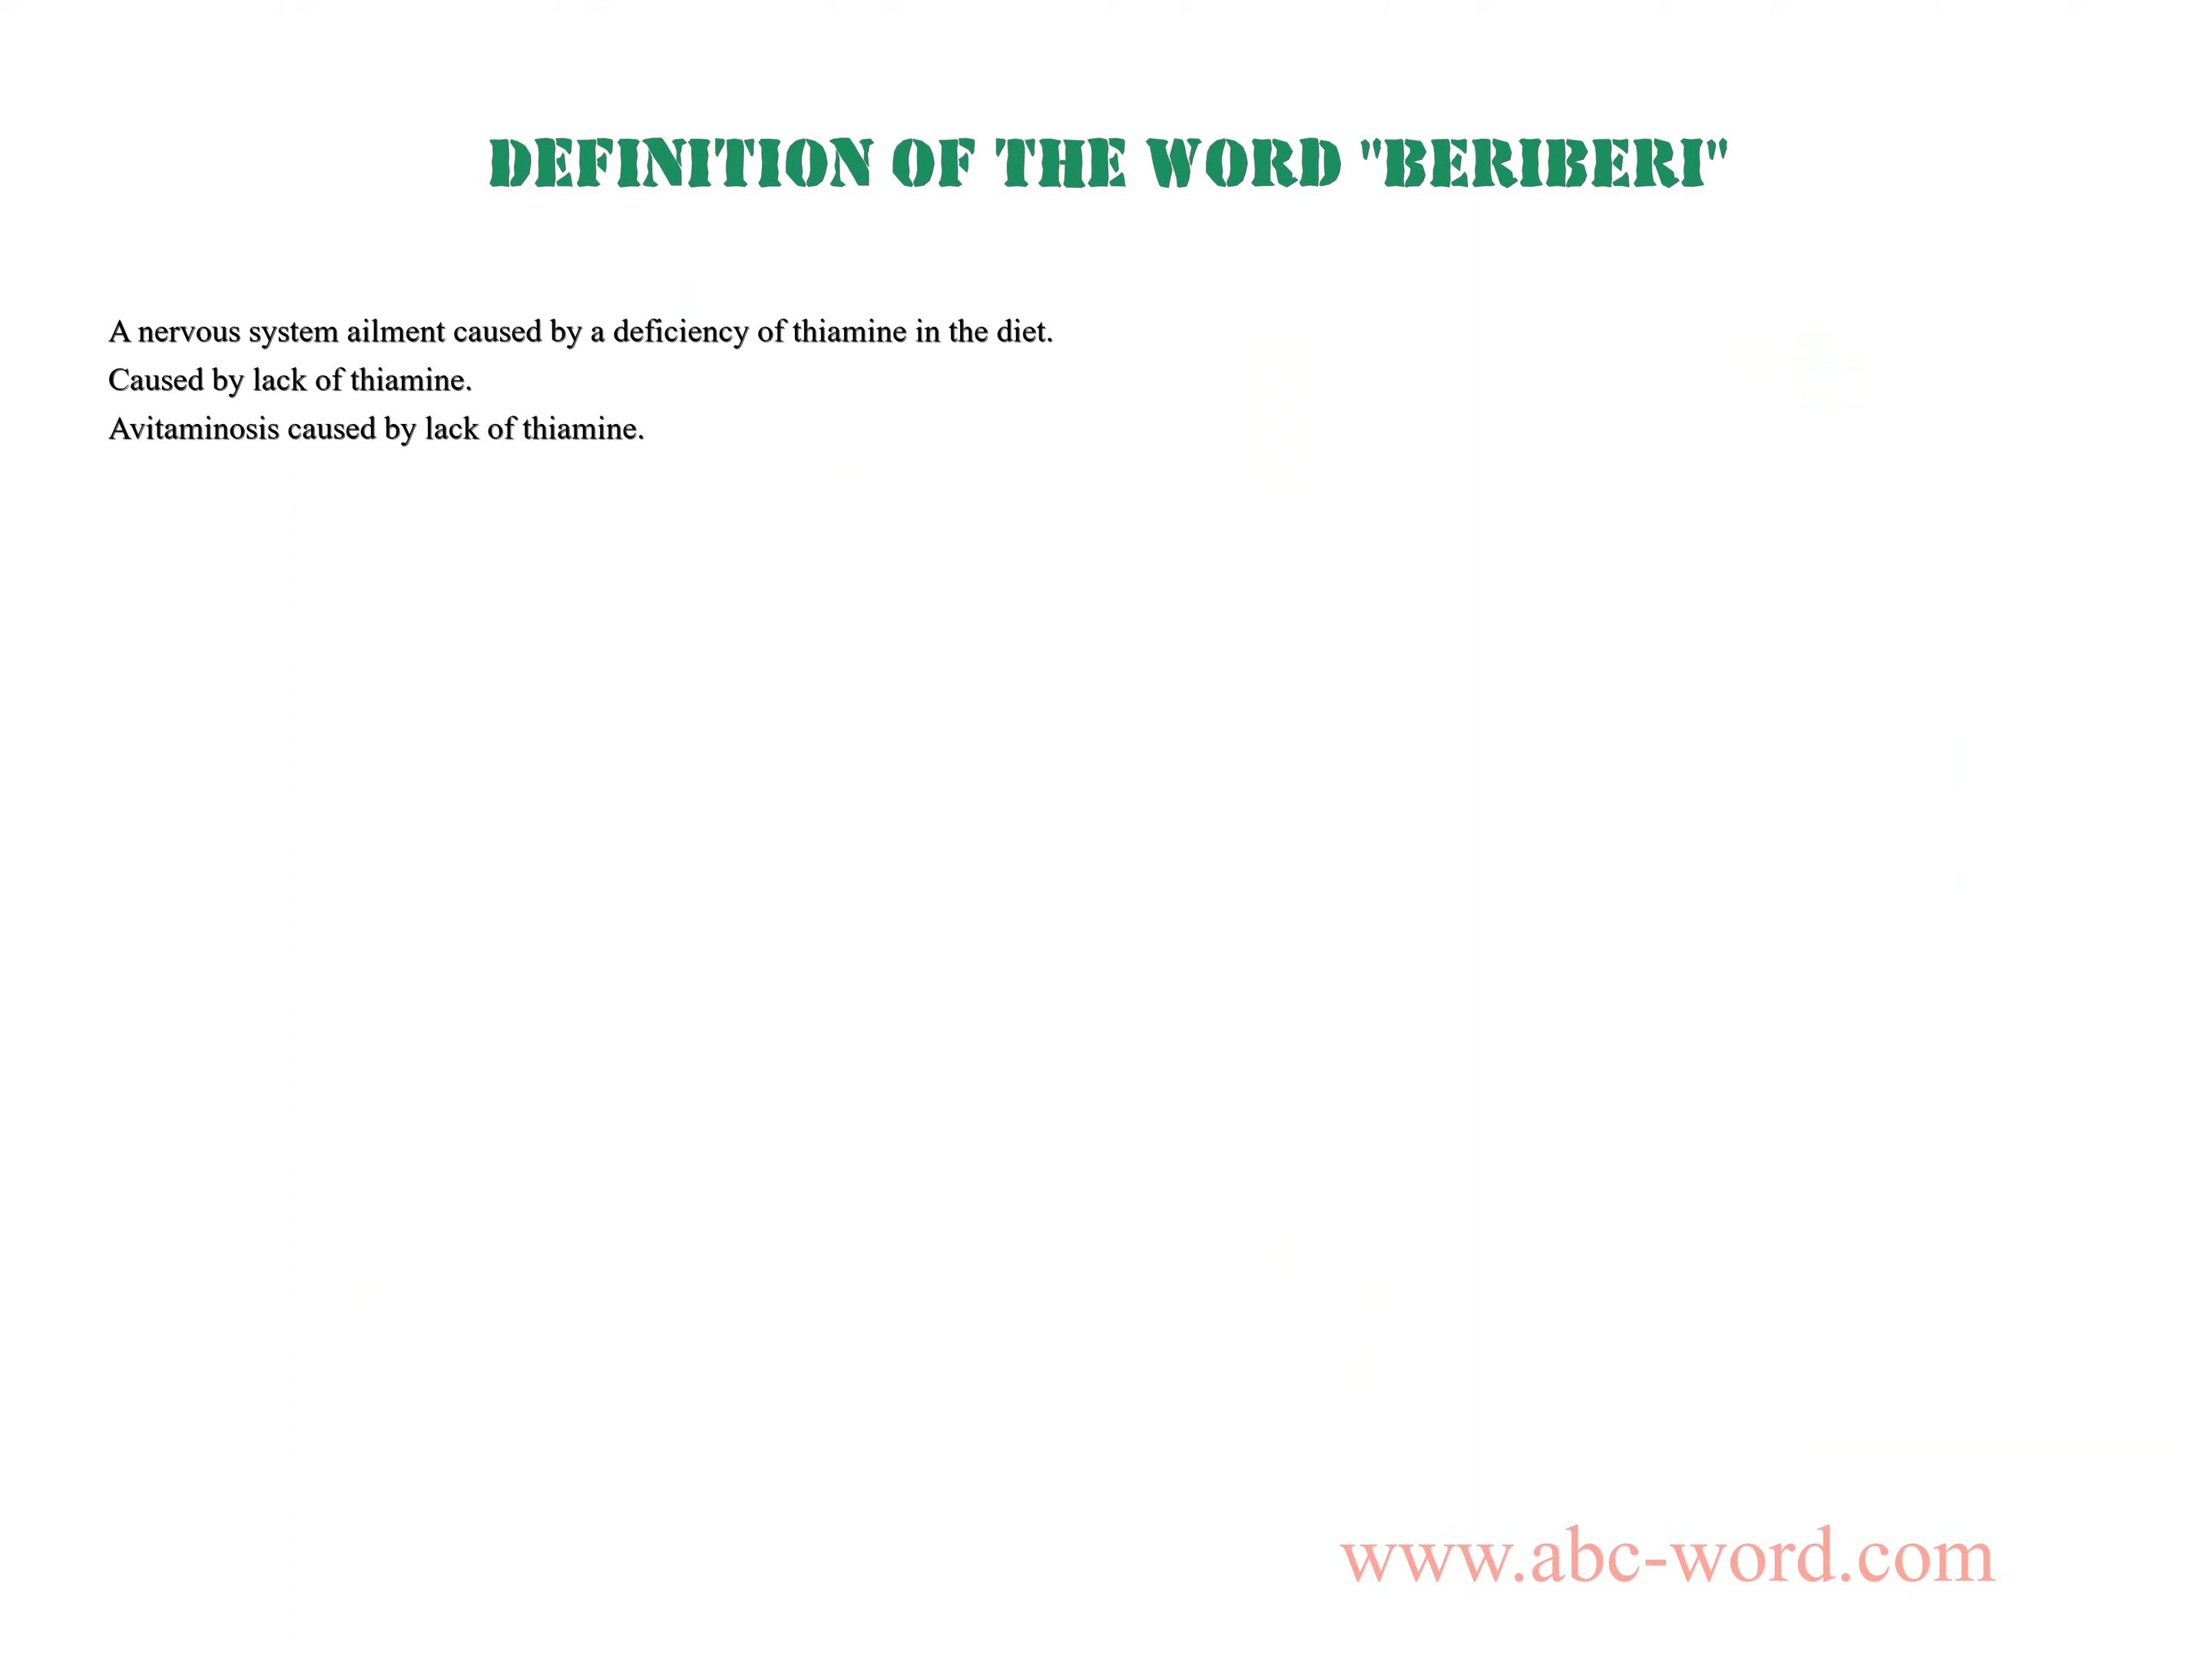 DEFINITION OF THE WORD "BERIBERI"
A nervous system ailment caused by a deficiency of thiamine in the diet.
Caused by lack of thiamine.
Avitaminosis caused by lack of thiamine.
www.abc-word.com